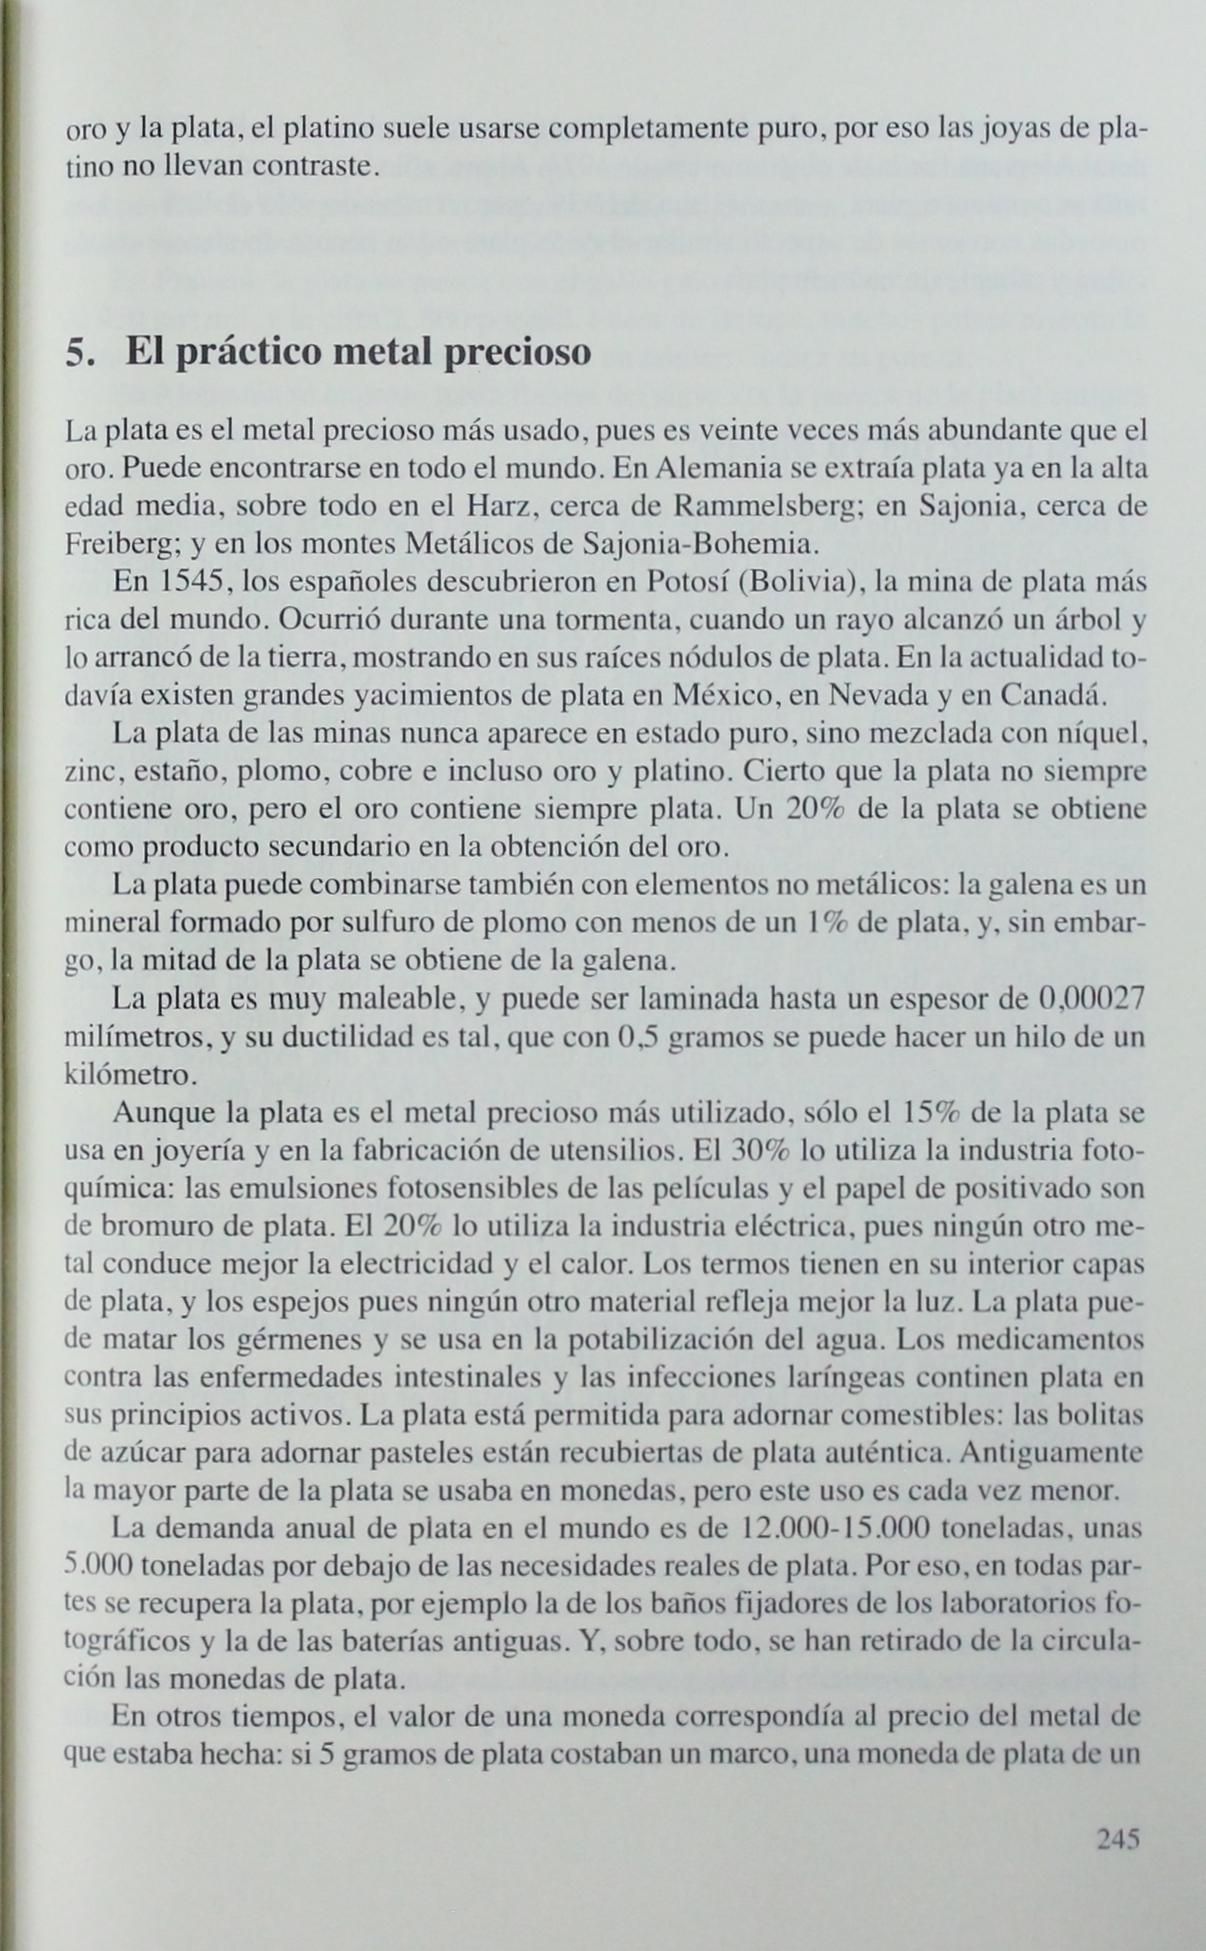 oro y la plata, el platino suele usarse completamente puro, por eso las joyas de pla-
tino no llevan contraste.
5. El práctico metal precioso
La plata es el metal precioso más usado, pues es veinte veces más abundante que el
oro. Puede encontrarse en todo el mundo. En Alemania se extraía plata ya en la alta
edad media, sobre todo en el Harz, cerca de Rammelsberg; en Sajonia, cerca de
Freiberg; y en los montes Metálicos de Sajonia-Bohemia.
En 1545, los españoles descubrieron en Potosí (Bolivia), la mina de plata más
rica del mundo. Ocurrió durante una tormenta, cuando un rayo alcanzó un árbol y
lo arrancó de la tierra, mostrando en sus raíces nódulos de plata. En la actualidad to-
davía existen grandes yacimientos de plata en México, en Nevada y en Canadá.
La plata de las minas nunca aparece en estado puro, sino mezclada con níquel,
zinc, estaño, plomo, cobre e incluso oro y platino. Cierto que la plata no siempre
contiene oro, pero el oro contiene siempre plata. Un 20% de la plata se obtiene
como producto secundario en la obtención del oro.
La plata puede combinarse también con elementos no metálicos: la galena es un
mineral formado por sulfuro de plomo con menos de un 1% de plata, y, sin embar-
go, la mitad de la plata se obtiene de la galena.
La plata es muy maleable, y puede ser laminada hasta un espesor de 0,00027
milímetros, y su ductilidad es tal, que con 0,5 gramos se puede hacer un hilo de un
kilómetro.
Aunque la plata es el metal precioso más utilizado, sólo el 15% de la plata se
usa en joyería y en la fabricación de utensilios. El 30% lo utiliza la industria foto-
química: las emulsiones fotosensibles de las películas y el papel de positivado son
de bromuro de plata. El 20% lo utiliza la industria eléctrica, pues ningún otro me-
tal conduce mejor la electricidad y el calor. Los termos tienen en su interior capas
de plata, y los espejos pues ningún otro material refleja mejor la luz. La plata pue-
de matar los gérmenes y se usa en la potabilización del agua. Los medicamentos
contra las enfermedades intestinales y las infecciones laríngeas continen plata en
sus principios activos. La plata está permitida para adornar comestibles: las bolitas
de azúcar para adornar pasteles están recubiertas de plata auténtica. Antiguamente
la mayor parte de la plata se usaba en monedas, pero este uso es cada vez menor.
La demanda anual de plata en el mundo es de 12.000-15.000 toneladas, unas
5.000 toneladas por debajo de las necesidades reales de plata. Por eso, en todas par-
tes se recupera la plata, por ejemplo la de los baños fijadores de los laboratorios fo-
tográficos y la de las baterías antiguas. Y, sobre todo, se han retirado de la circula-
ción las monedas de plata.
En otros tiempos, el valor de una moneda correspondía al precio del metal de
que estaba hecha: si 5 gramos de plata costaban un marco, una moneda de plata de un
245